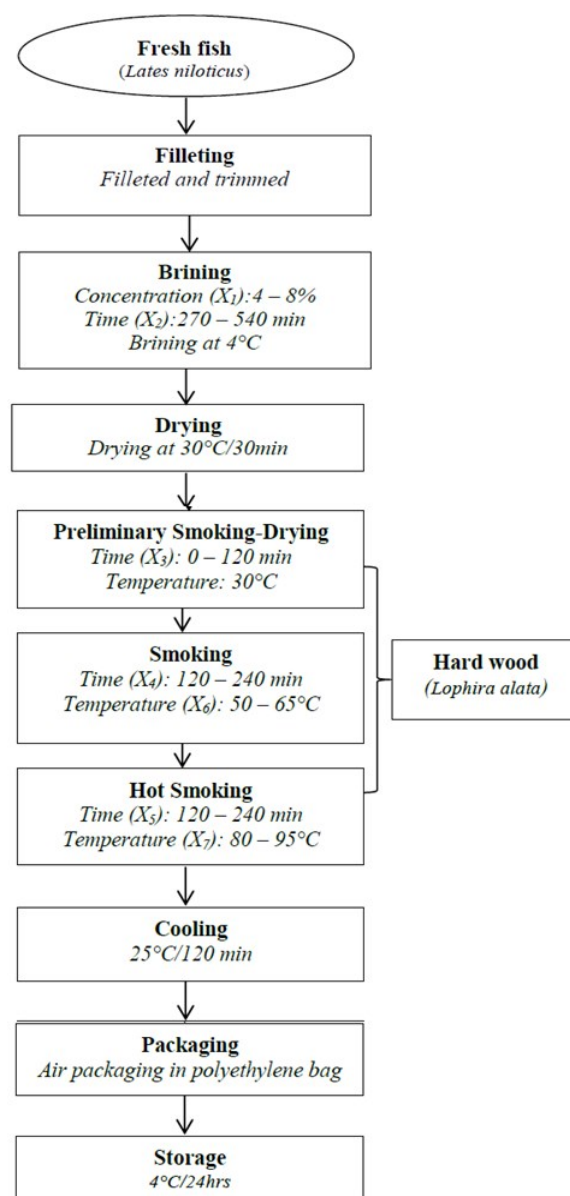 Fresh fish
(Lates niloticus)
Filleting
Filleted and trimmed
Brining
Concentration (X₁):4 – 8%
Time (X₂):270 – 540 min
Brining at 4°C
Drying
Drying at 30°C/30min
Preliminary Smoking-Drying
Time (X₃): 0 – 120 min
Temperature: 30°C
Smoking
Time (X₄): 120 – 240 min
Temperature (X₆): 50 – 65°C
Hard wood
(Lophira alata)
Hot Smoking
Time (X₅): 120 – 240 min
Temperature (X₇): 80 – 95°C
Cooling
25°C/120 min
Packaging
Air packaging in polyethylene bag
Storage
4°C/24hrs